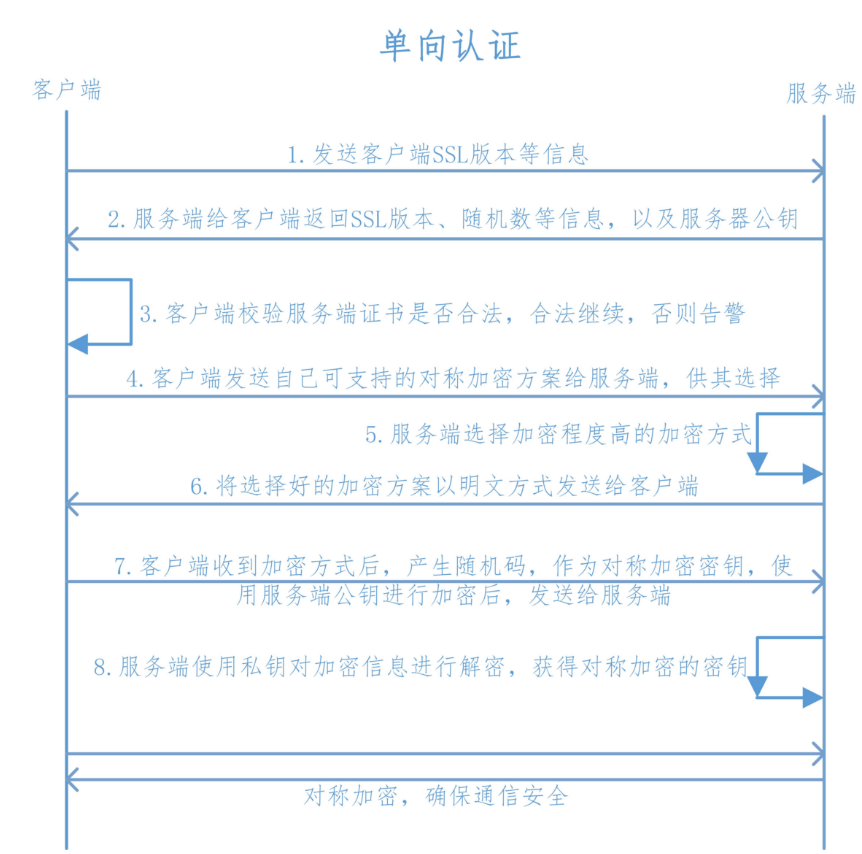 单向认证
客户端
服务端
1.发送客户端SSL版本等信息
2.服务端给客户端返回SSL版本、随机数等信息，以及服务器公钥
3.客户端校验服务端证书是否合法，合法继续，否则告警
4.客户端发送自己可支持的对称加密方案给服务端，供其选择
5.服务端选择加密程度高的加密方式
6.将选择好的加密方案以明文方式发送给客户端
7.客户端收到加密方式后，产生随机码，作为对称加密密钥，使
用服务端公钥进行加密后，发送给服务端
8.服务端使用私钥对加密信息进行解密，获得对称加密的密钥
对称加密，确保通信安全